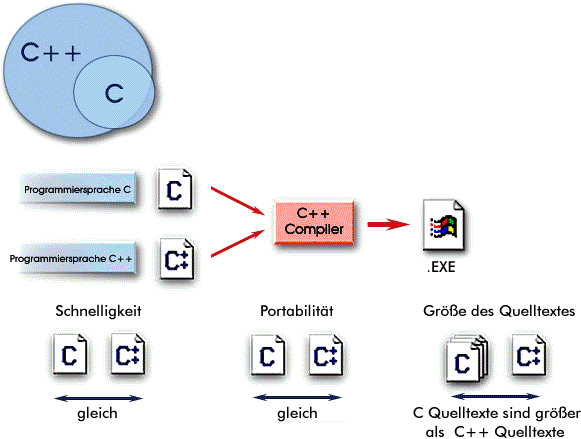 C++
C
Programmiersprache C
C
C++
Compiler
Programmiersprache C++
C++
.EXE
Schnelligkeit
Portabilität
Größe des Quelltextes
C C++
C C++
C C++
gleich
gleich
C Quelltexte sind größer
als C++ Quelltexte